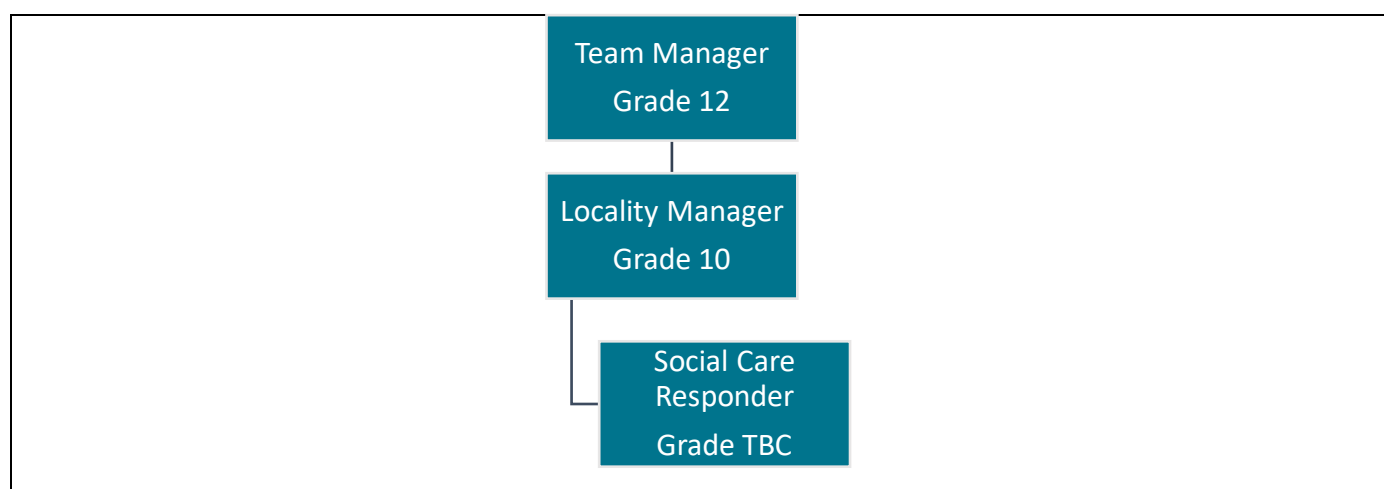 Team Manager
Grade 12
Locality Manager
Grade 10
Social Care
Responder
Grade TBC